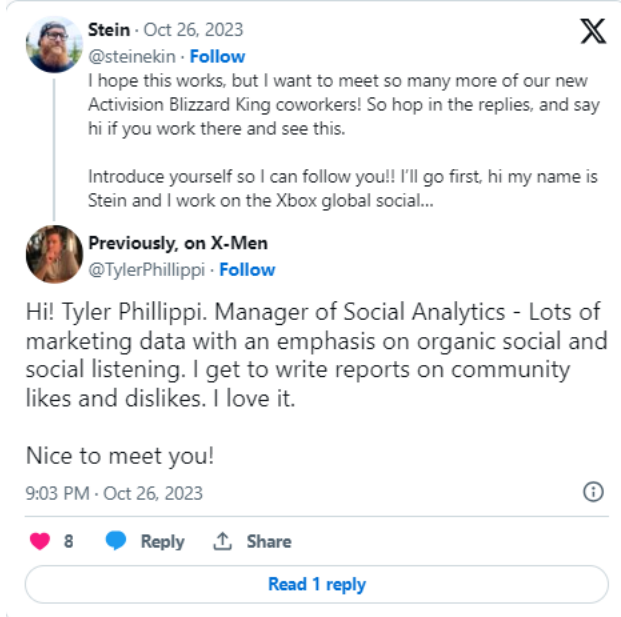 Stein · Oct 26, 2023
@steinekin · Follow
I hope this works, but I want to meet so many more of our new
Activision Blizzard King coworkers! So hop in the replies, and say
hi if you work there and see this.
Introduce yourself so I can follow you!! I'll go first, hi my name is
Stein and I work on the Xbox global social...
Previously, on X-Men
@TylerPhillippi · Follow
Hi! Tyler Phillippi. Manager of Social Analytics - Lots of
marketing data with an emphasis on organic social and
social listening. I get to write reports on community
likes and dislikes. I love it.
Nice to meet you!
9:03 PM · Oct 26, 2023
8 Reply Share
Read 1 reply